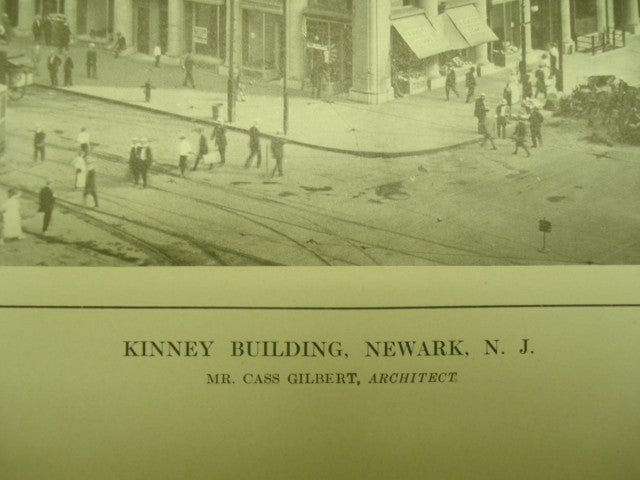 KINNEY BUILDING, NEWARK, N. J.
MR. CASS GILBERT, ARCHITECT.